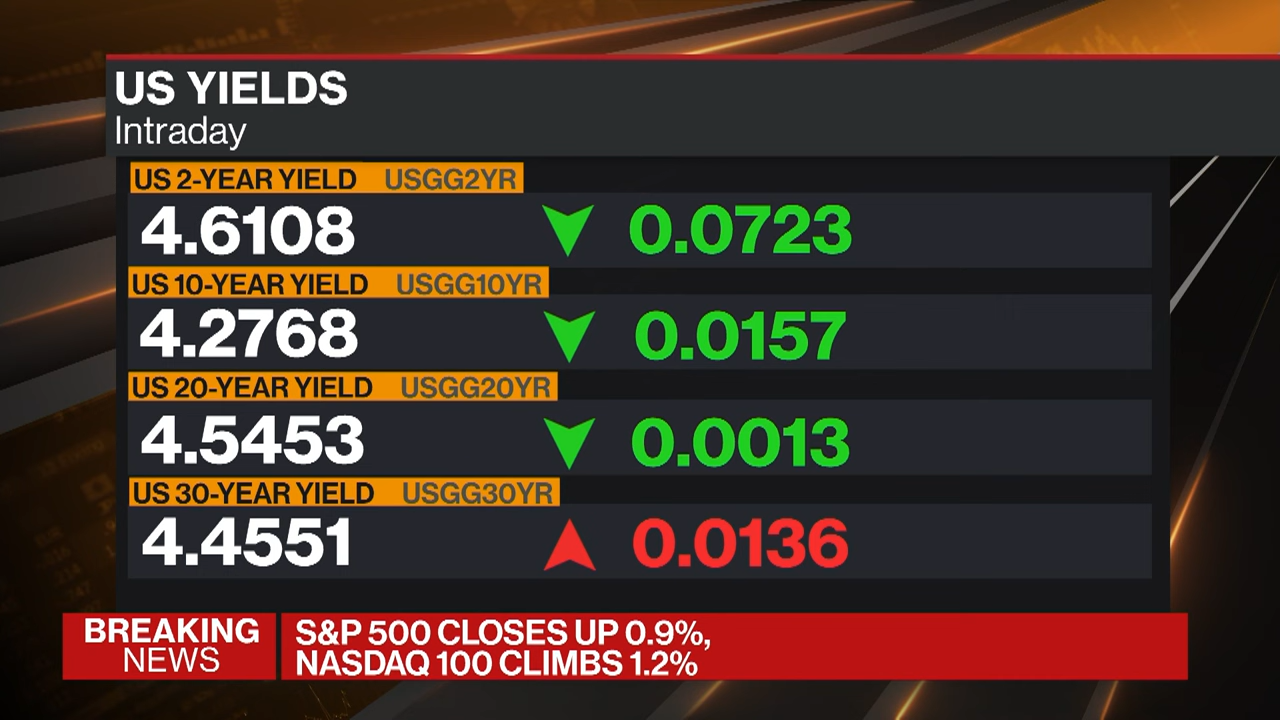 US YIELDS
Intraday
US 2-YEAR YIELD USGG2YR
4.6108 0.0723
US 10-YEAR YIELD USGG10YR
4.2768 0.0157
US 20-YEAR YIELD USGG20YR
4.5453 0.0013
US 30-YEAR YIELD USGG30YR
4.4551 0.0136
BREAKING NEWS
S&P 500 CLOSES UP 0.9%,
NASDAQ 100 CLIMBS 1.2%